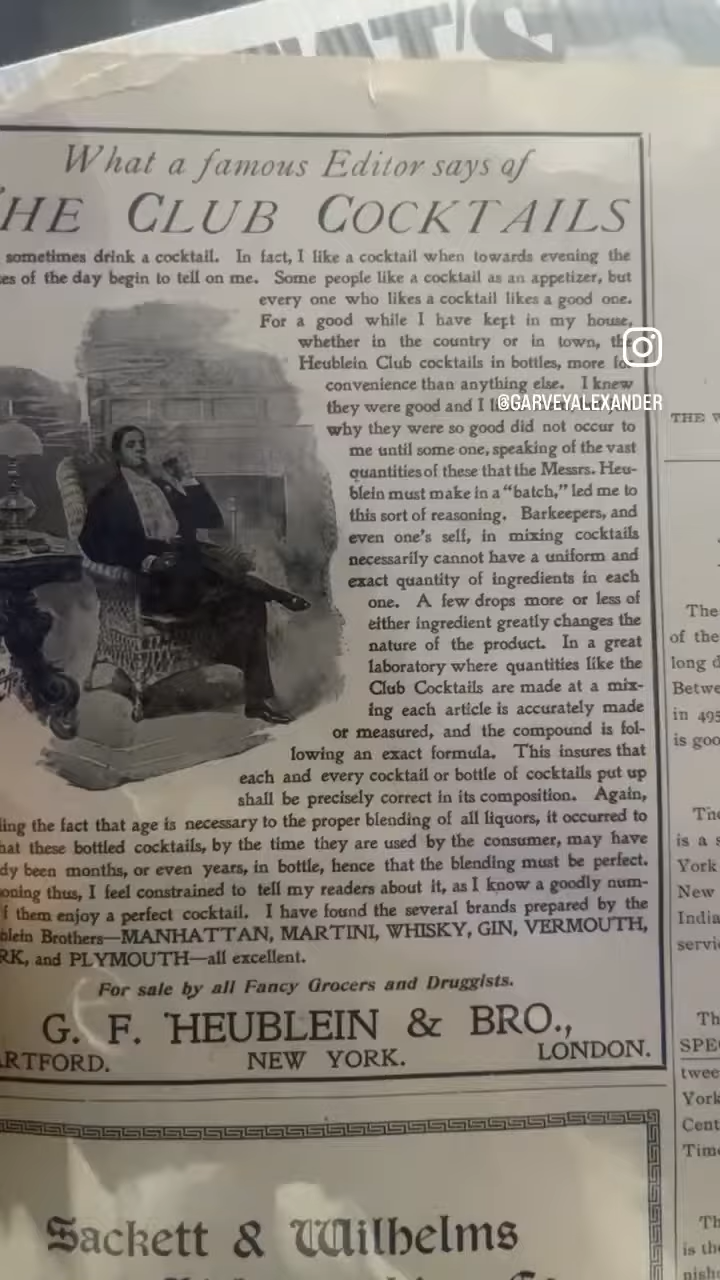 What a famous Editor says of
THE CLUB COCKTAILS
sometimes drink a cocktail. In fact, I like a cocktail when towards evening the
es of the day begin to tell on me. Some people like a cocktail as an appetizer, but
every one who likes a cocktail likes a good one.
For a good while I have kept in my house,
whether in the country or in town, the
Heublein Club cocktails in bottles, more for
convenience than anything else. I knew
@GARVEYALEXANDER
they were good and I
why they were so good did not occur to
me until some one, speaking of the vast
quantities of these that the Messrs. Heu-
blein must make in a “batch,” led me to
this sort of reasoning. Barkeepers, and
even one's self, in mixing cocktails
necessarily cannot have a uniform and
exact quantity of ingredients in each
one. A few drops more or less of
either ingredient greatly changes the
nature of the product. In a great
laboratory where quantities like the
Club Cocktails are made at a mix-
ing each article is accurately made
or measured, and the compound is fol-
lowing an exact formula. This insures that
each and every cocktail or bottle of cocktails put up
shall be precisely correct in its composition. Again,
ling the fact that age is necessary to the proper blending of all liquors, it occurred to
hat these bottled cocktails, by the time they are used by the consumer, may have
dy been months, or even years, in bottle, hence that the blending must be perfect.
oning thus, I feel constrained to tell my readers about it, as I know a goodly num-
f them enjoy a perfect cocktail. I have found the several brands prepared by the
blein Brothers—MANHATTAN, MARTINI, WHISKY, GIN, VERMOUTH,
RK, and PLYMOUTH—all excellent.
For sale by all Fancy Grocers and Druggists.
G. F. HEUBLEIN & BRO.,
ARTFORD. NEW YORK. LONDON.
Sackett & Wilhelms
THE W
The
of the
long d
Betwe
in 495
is goo
The
is a s
York
New
India
servic
Th
SPE
twee
York
Cent
Time
Th
is the
pishe